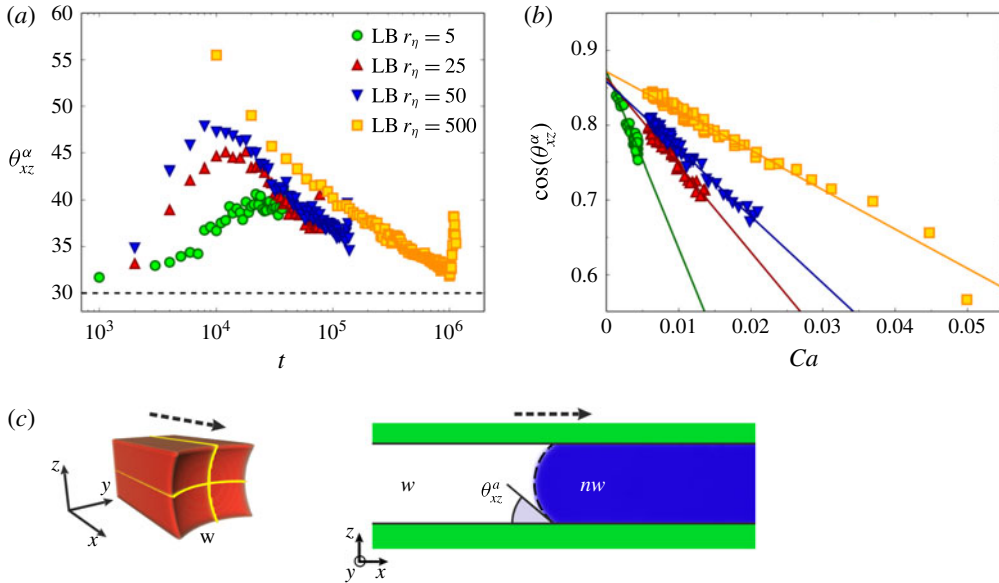 (a)
60
55
50
45
40
35
30
θ^α_xz
10^3
10^4
10^5
10^6
t
LB r_η = 5
LB r_η = 25
LB r_η = 50
LB r_η = 500
(b)
0.9
0.8
0.7
0.6
cos(θ^α_xz)
0
0.01
0.02
0.03
0.04
0.05
Ca
(c)
z
y
x
w
w
θ^a_xz
nw
z
y
x